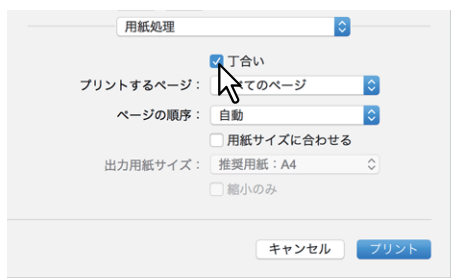 用紙処理
丁合い
プリントするページ： べてのページ
ページの順序： 自動
用紙サイズに合わせる
出力用紙サイズ： 推奨用紙：A4
縮小のみ
キャンセル プリント